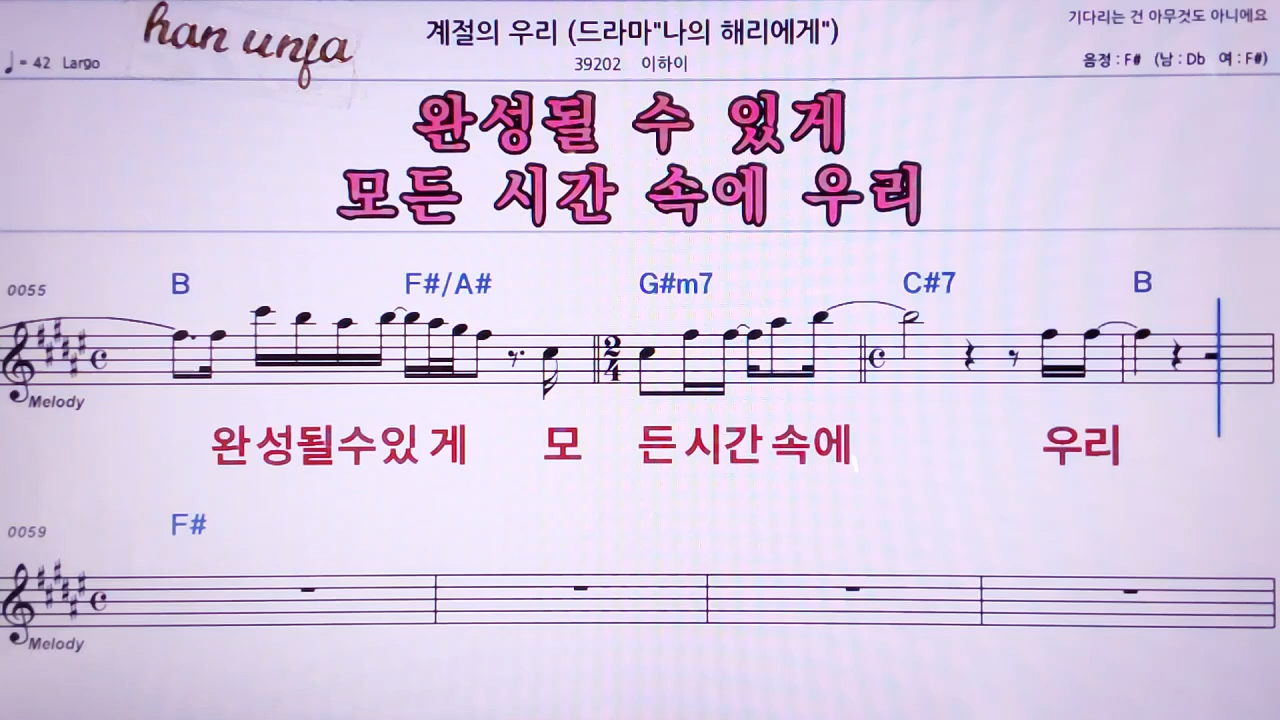 han unja
계절의 우리 (드라마"나의 해리에게")
기다리는 건 아무것도 아니에요
♩= 42 Largo
39202 이하이
음정 : F# (남 : Db 여 : F#)
완성될 수 있게
모든 시간 속에 우리
B F#/A# G#m7 C#7 B
0055
2
4
Melody
완성될수있 게 모 든 시간 속에 우리
F#
0059
Melody